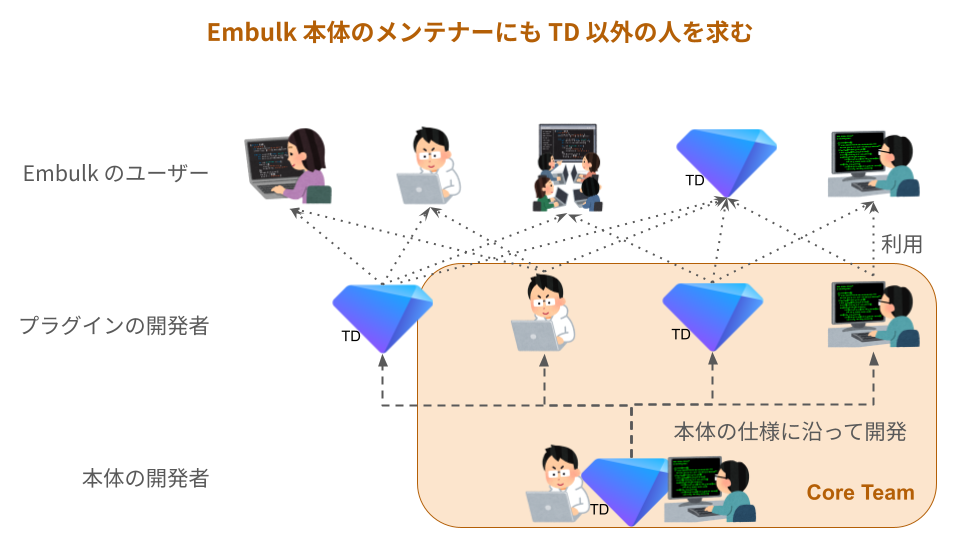 Embulk 本体のメンテナーにも TD 以外の人を求む
Embulk のユーザー
TD
利用
プラグインの開発者
TD
TD
本体の仕様に沿って開発
本体の開発者
TD
Core Team